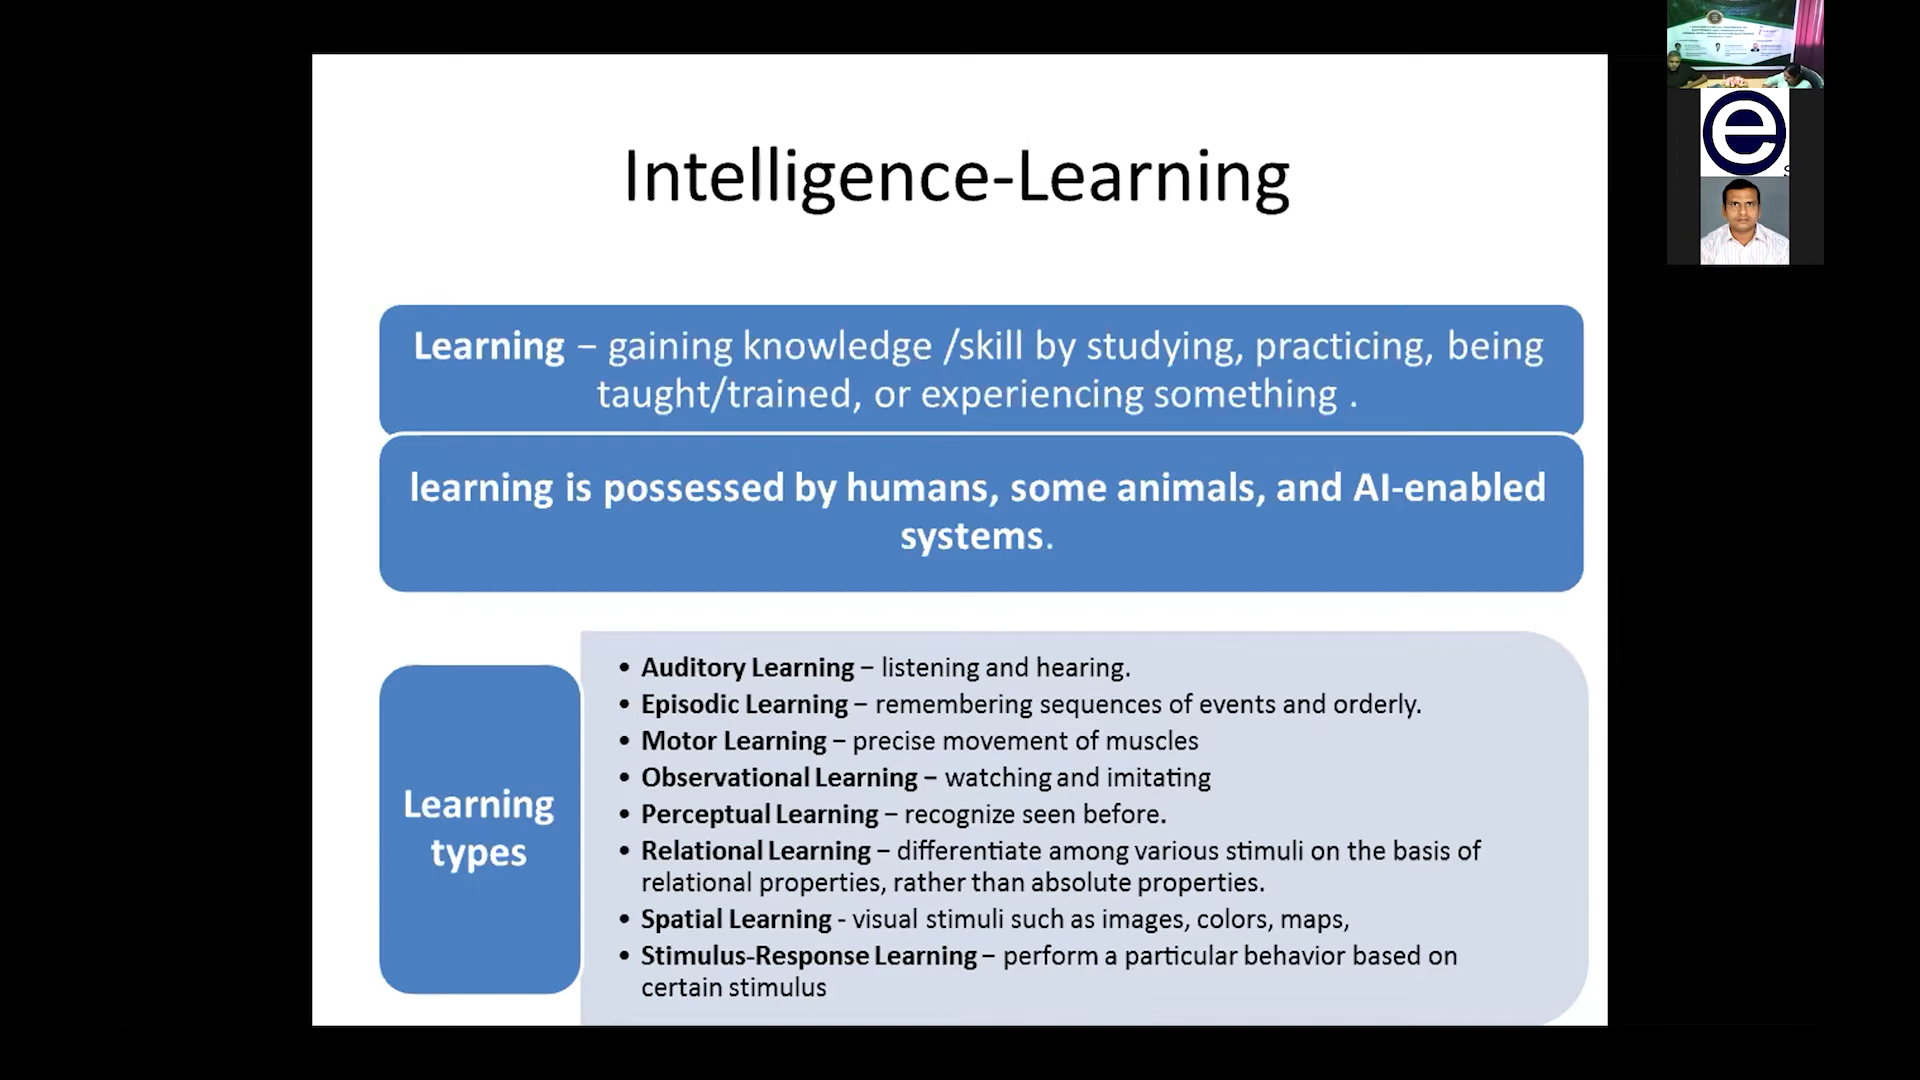 Intelligence-Learning
Learning – gaining knowledge /skill by studying, practicing, being
taught/trained, or experiencing something .
learning is possessed by humans, some animals, and AI-enabled
systems.
Learning
types
• Auditory Learning – listening and hearing.
• Episodic Learning – remembering sequences of events and orderly.
• Motor Learning – precise movement of muscles
• Observational Learning – watching and imitating
• Perceptual Learning – recognize seen before.
• Relational Learning – differentiate among various stimuli on the basis of
relational properties, rather than absolute properties.
• Spatial Learning - visual stimuli such as images, colors, maps,
• Stimulus-Response Learning – perform a particular behavior based on
certain stimulus
e